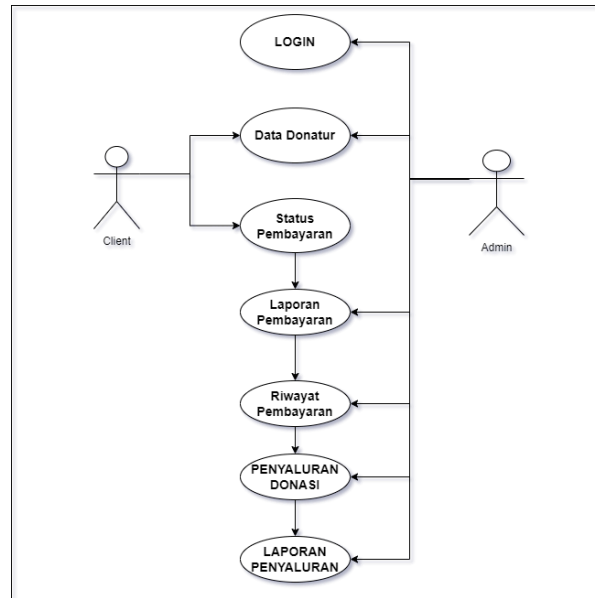 LOGIN
Data Donatur
Client
Status
Pembayaran
Admin
Laporan
Pembayaran
Riwayat
Pembayaran
PENYALURAN
DONASI
LAPORAN
PENYALURAN